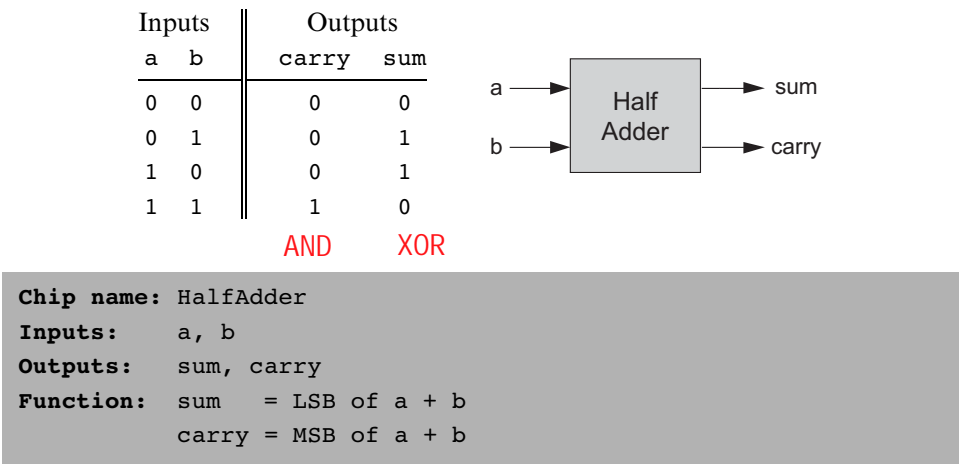 Inputs Outputs
a b carry sum
0 0 0 0
0 1 0 1
1 0 0 1
1 1 1 0
AND XOR
a
b
Half
Adder
sum
carry
Chip name: HalfAdder
Inputs: a, b
Outputs: sum, carry
Function: sum = LSB of a + b
carry = MSB of a + b